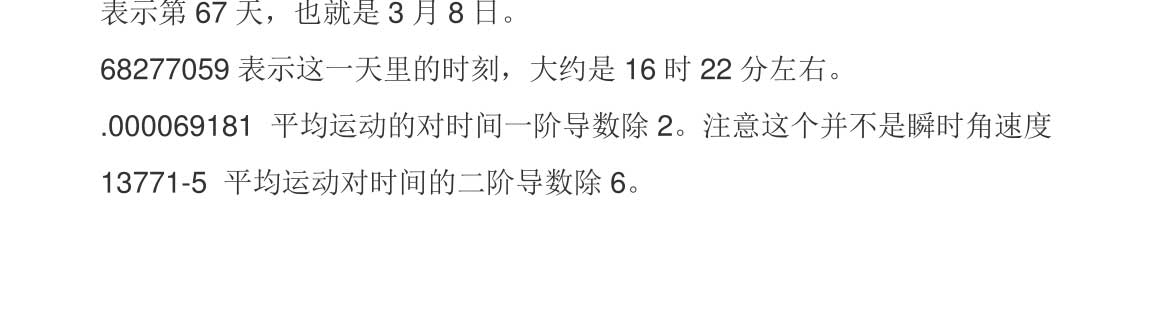 表示第 67 天，也就是 3 月 8 日。
68277059 表示这一天里的时刻，大约是 16 时 22 分左右。
.000069181 平均运动的对时间一阶导数除 2。注意这个并不是瞬时角速度
13771-5 平均运动对时间的二阶导数除 6。